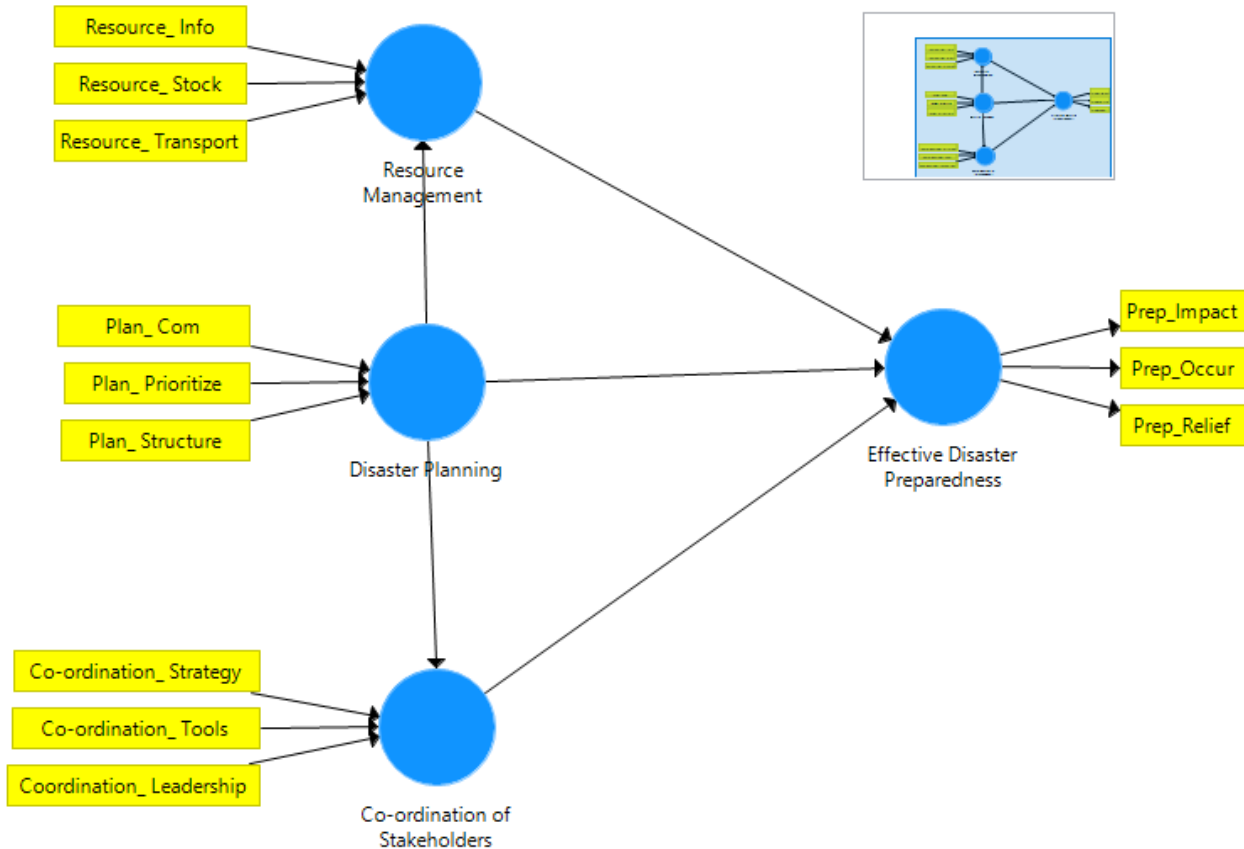 Resource_ Info
Resource_ Stock
Resource_ Transport
Resource
Management
Plan_ Com
Plan_ Prioritize
Plan_ Structure
Disaster Planning
Prep_Impact
Prep_Occur
Prep_Relief
Effective Disaster
Preparedness
Co-ordination_ Strategy
Co-ordination_ Tools
Coordination_ Leadership
Co-ordination of
Stakeholders